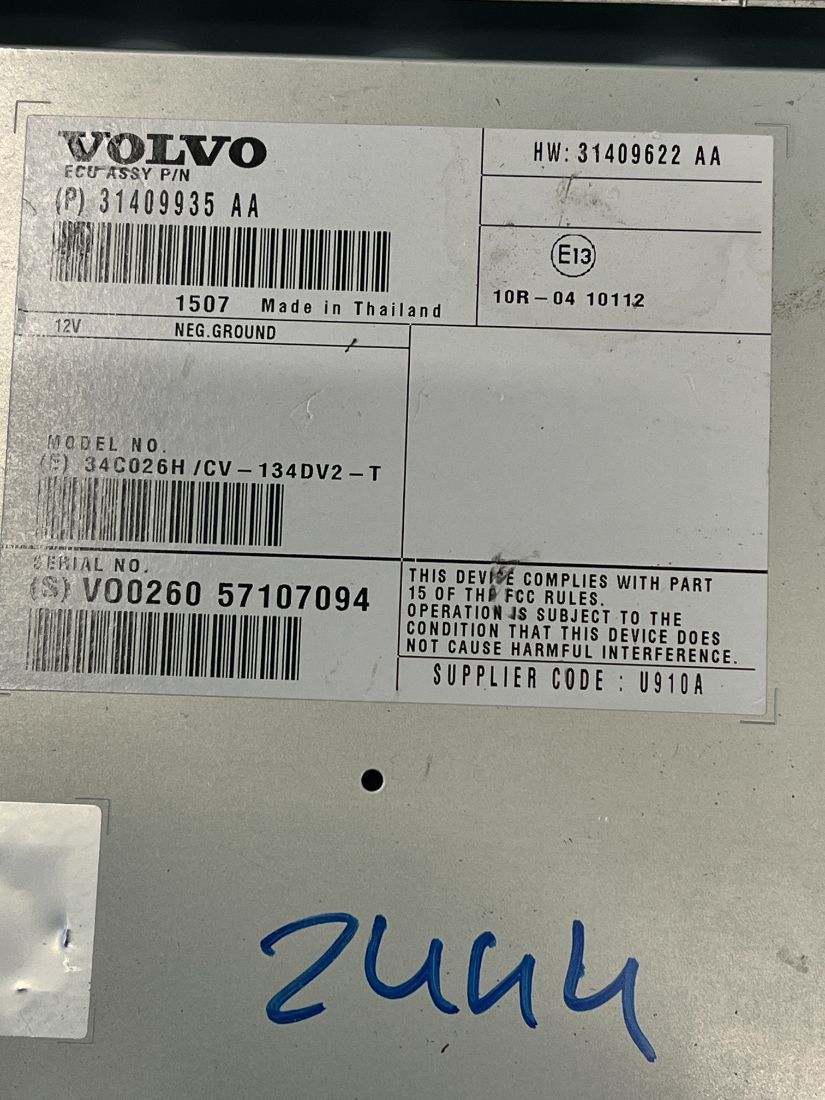 VOLVO
ECU ASSY P/N
(P) 31409935 AA
1507 Made in Thailand
HW: 31409622 AA
E13
10R-04 10112
12V NEG.GROUND
MODEL NO.
34C026H/CV-134DV2-T
SERIAL NO.
(S) VO0260 57107094
THIS DEVICE COMPLIES WITH PART
15 OF THE FCC RULES.
OPERATION IS SUBJECT TO THE
CONDITION THAT THIS DEVICE DOES
NOT CAUSE HARMFUL INTERFERENCE.
SUPPLIER CODE : U910A